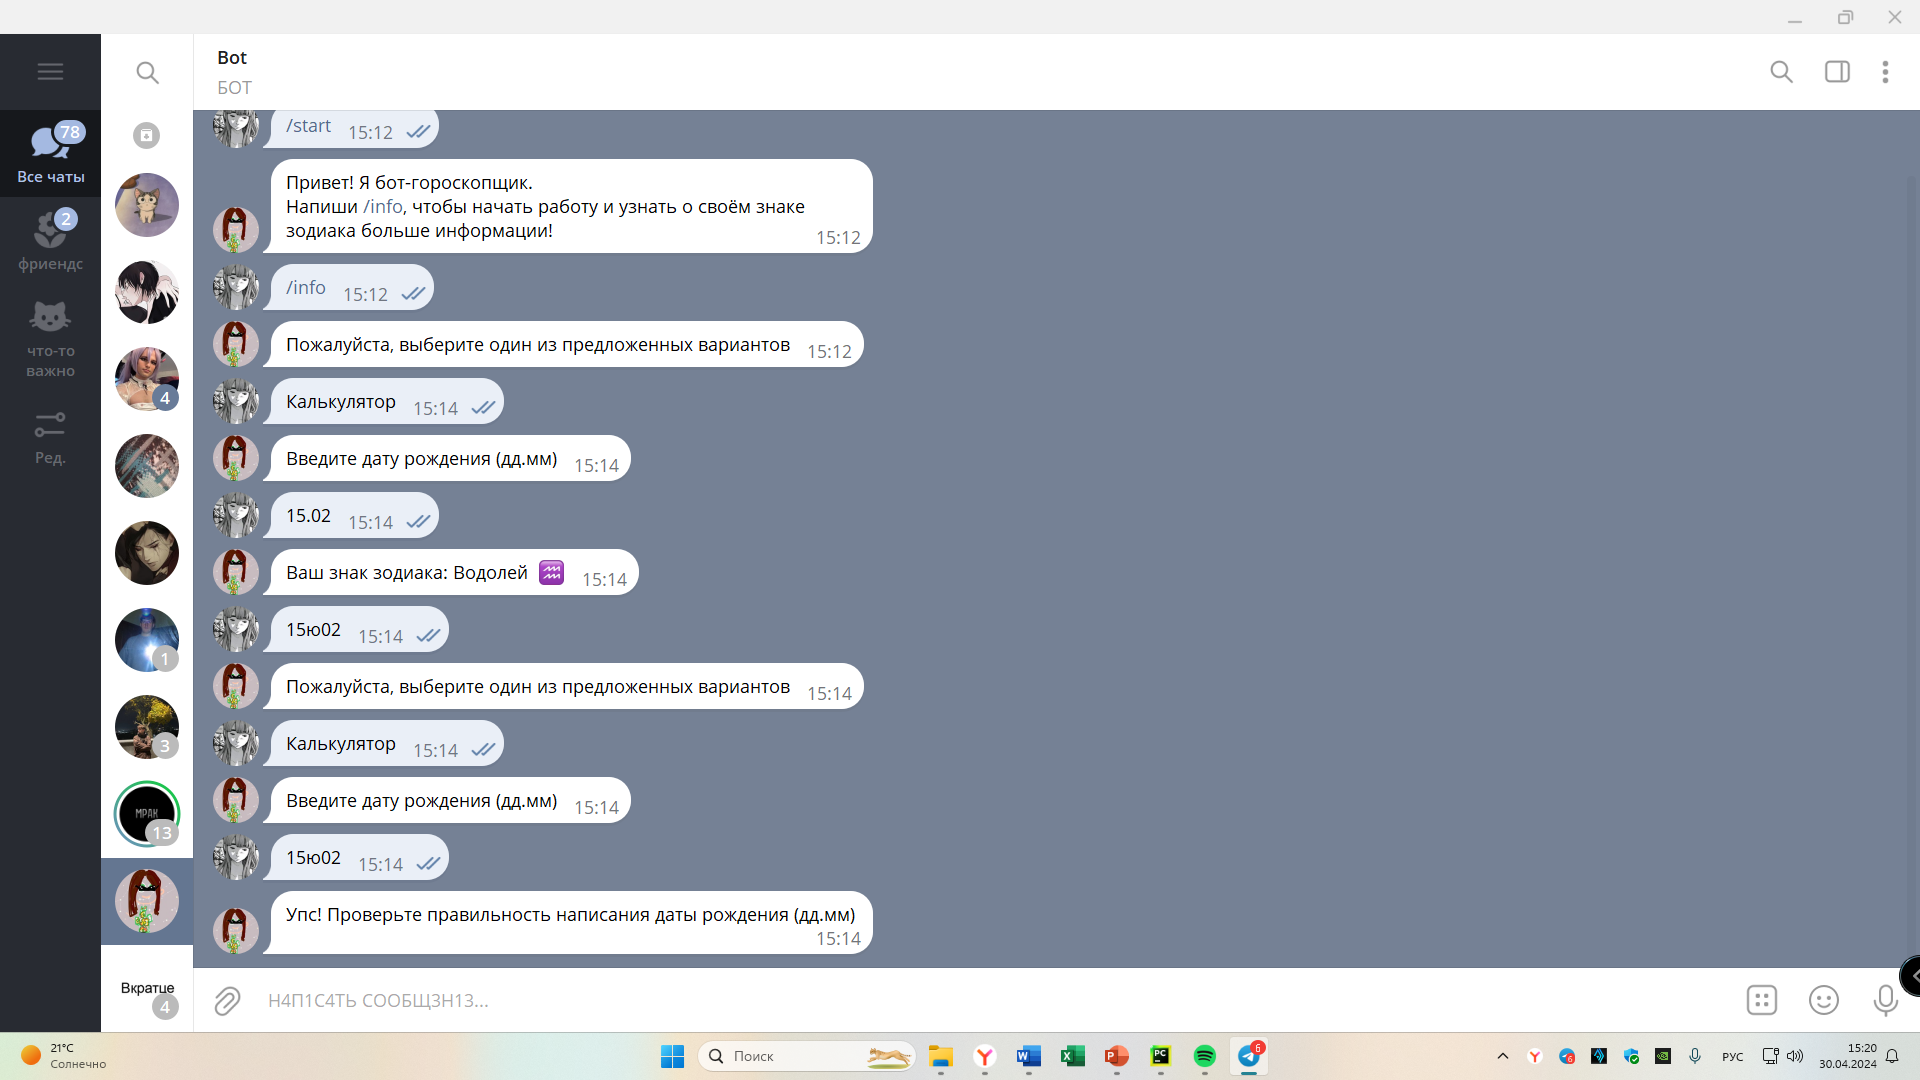 Bot
БОТ
78
Все чаты
2
фриендс
что-то
важно
Ред.
4
1
3
МРАК
13
Вкратце
4
/start 15:12
Привет! Я бот-гороскопщик.
Напиши /info, чтобы начать работу и узнать о своём знаке
зодиака больше информации!
15:12
/info 15:12
Пожалуйста, выберите один из предложенных вариантов 15:12
Калькулятор 15:14
Введите дату рождения (дд.мм) 15:14
15.02 15:14
Ваш знак зодиака: Водолей ♒ 15:14
15ю02 15:14
Пожалуйста, выберите один из предложенных вариантов 15:14
Калькулятор 15:14
Введите дату рождения (дд.мм) 15:14
15ю02 15:14
Упс! Проверьте правильность написания даты рождения (дд.мм)
15:14
Н4П1С4ТЬ СООБЩ3Н13...
21°C
Солнечно
Поиск
6
РУС
15:20
30.04.2024